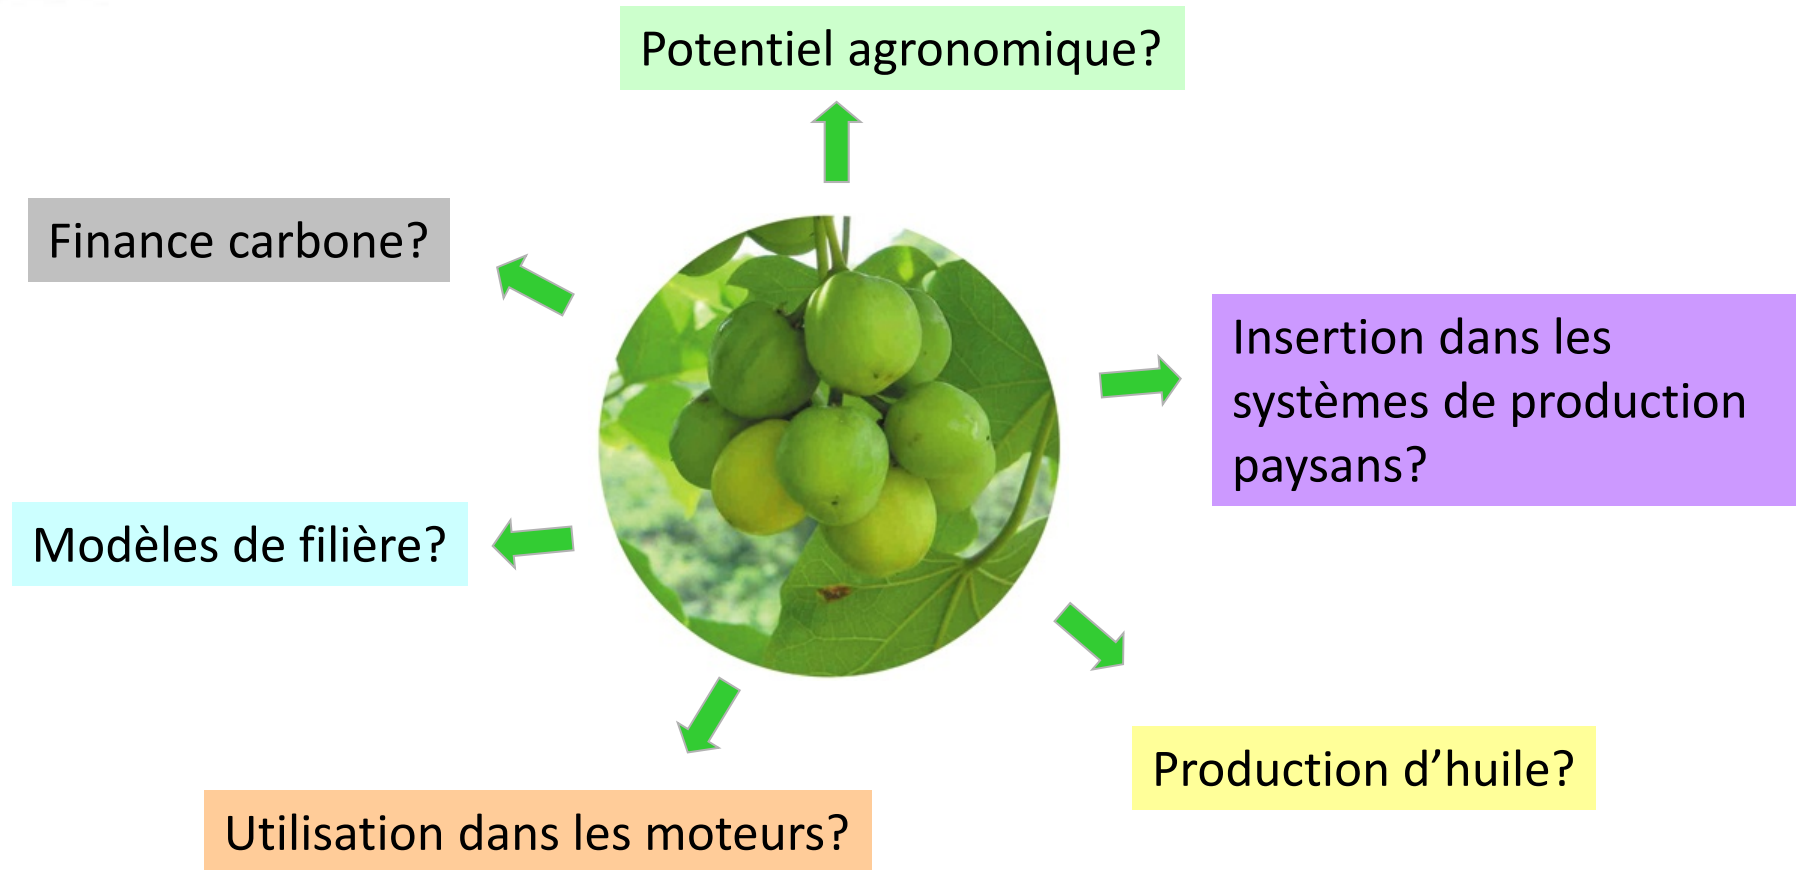 Potentiel agronomique?
Finance carbone?
Insertion dans les
systèmes de production
paysans?
Modèles de filière?
Production d’huile?
Utilisation dans les moteurs?